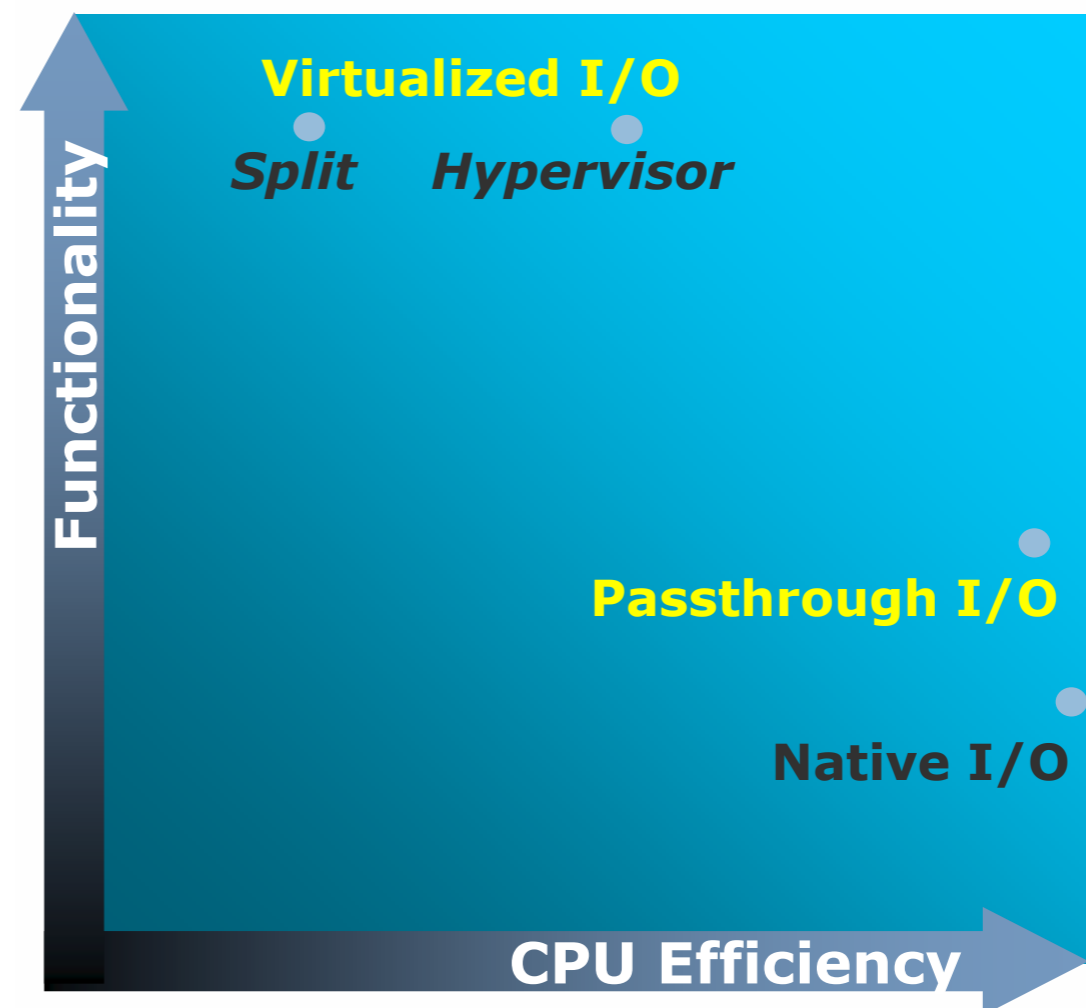 Virtualized I/O
Split
Hypervisor
Functionality
Passthrough I/O
Native I/O
CPU Efficiency